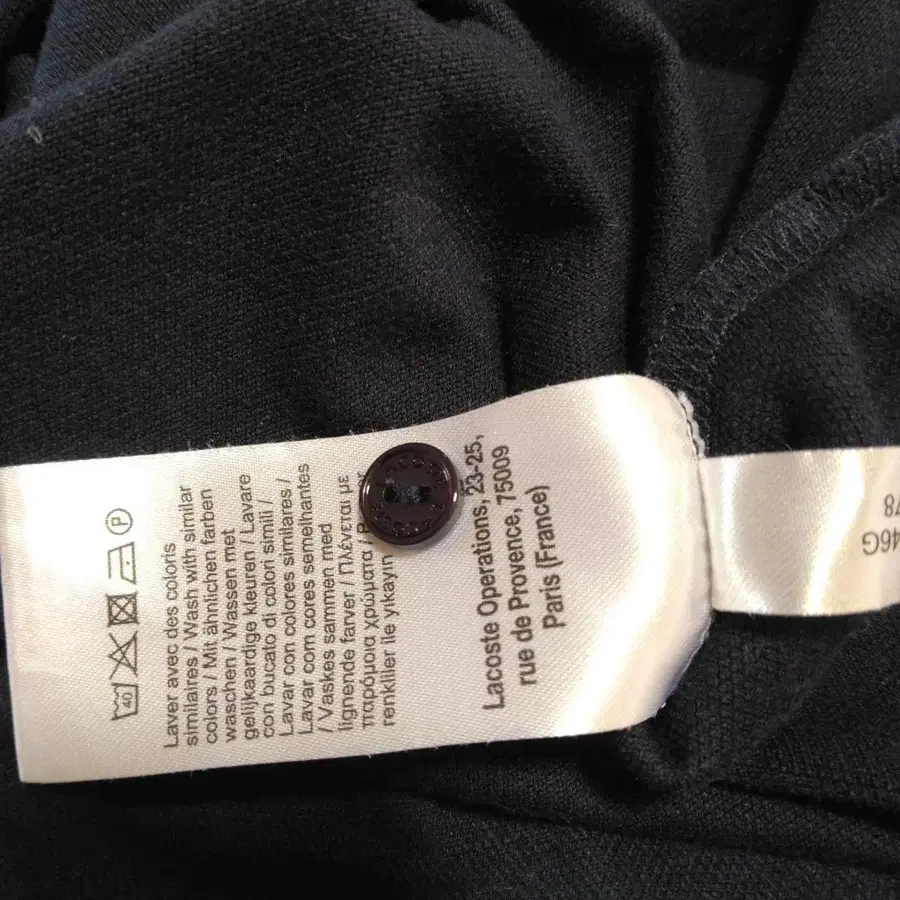 40
P
Laver avec des coloris
similaires / Wash with similar
colors / Mit ähnlichen farben
waschen / Wassen met
gelijkaardige kleuren / Lavare
con bucato di colori simili /
Lavar con colores similares /
Lavar com cores semelhantes
/ Vaskes sammen med
lignende farver / Πλένεται με
παρόμοια χρώματα /
renkliler ile yıkayın
Lacoste Operations, 23-25,
rue de Provence, 75009
Paris (France)
LACOSTE
46G
78